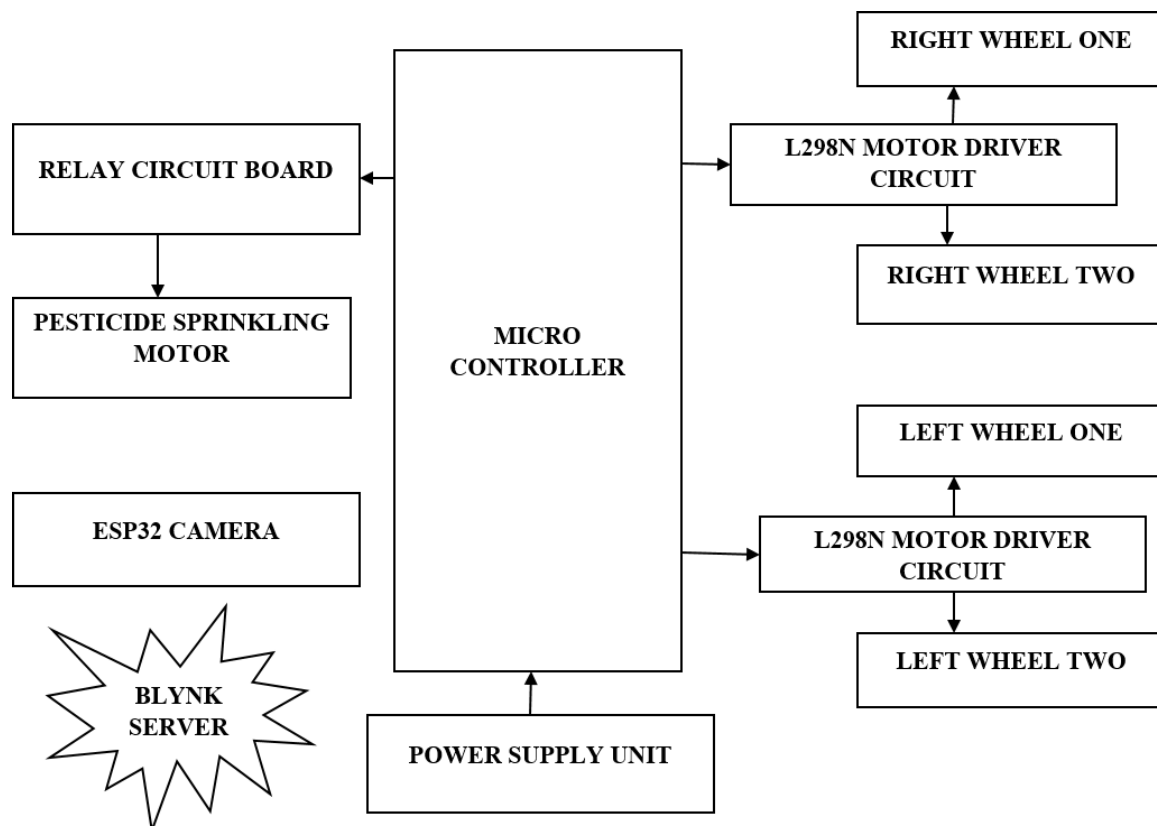 RIGHT WHEEL ONE
RELAY CIRCUIT BOARD
L298N MOTOR DRIVER
CIRCUIT
RIGHT WHEEL TWO
PESTICIDE SPRINKLING
MOTOR
MICRO
CONTROLLER
LEFT WHEEL ONE
ESP32 CAMERA
L298N MOTOR DRIVER
CIRCUIT
LEFT WHEEL TWO
BLYNK
SERVER
POWER SUPPLY UNIT